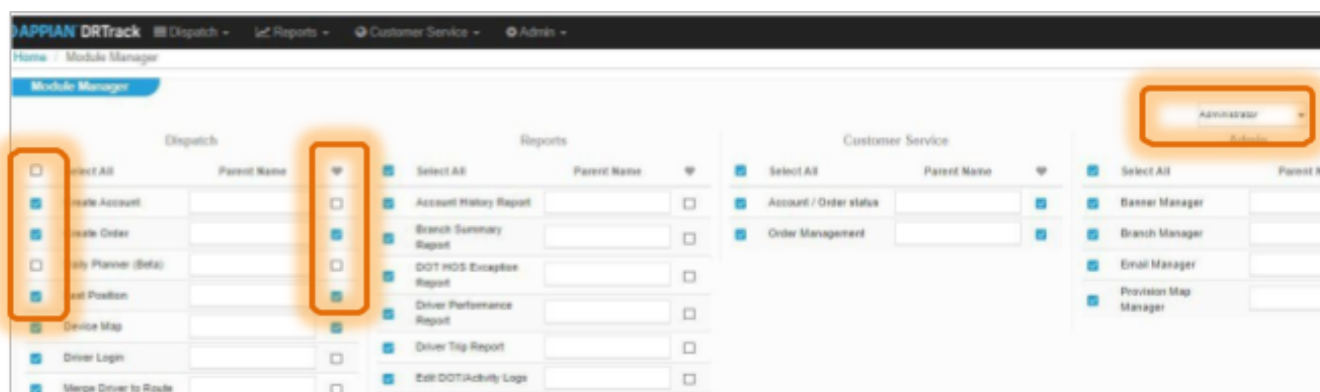 APPIAN DRTrack Dispatch Reports Customer Service Admin
Home / Module Manager
Module Manager
Administrator
Dispatch Reports Customer Service Admin
Select All Parent Name Select All Parent Name Select All Parent Name Select All Parent N
Create Account Account History Report Account / Order status Banner Manager
Create Order Branch Summary Report Order Management Branch Manager
Daily Planner (Beta) DOT HOS Exception Report Email Manager
Last Position Driver Performance Report Provision Map Manager
Device Map
Driver Login Driver Trip Report
Merge Driver to Route Edit DOT/Activity Logs